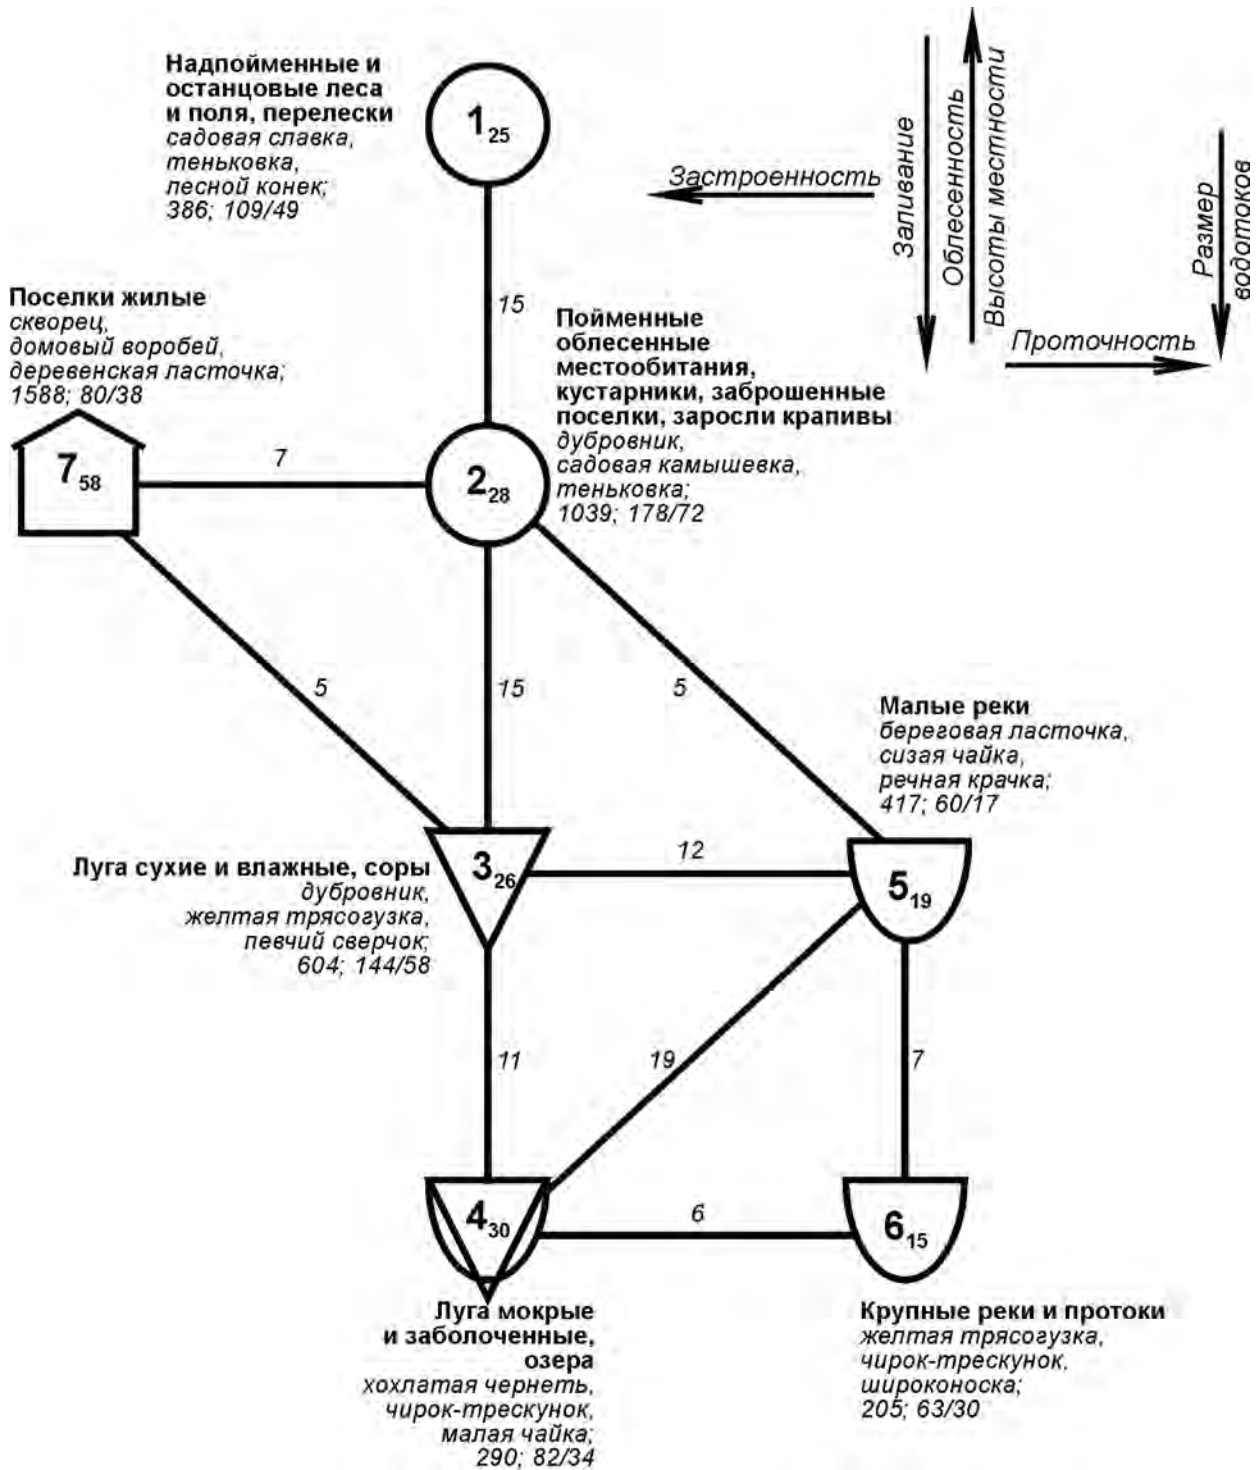 Надпойменные и
останцовые леса
и поля, перелески
садовая славка,
теньковка,
лесной конек;
386; 109/49
1 25
Застроенность
Заливание
Облесенность
Высоты местности
Размер
водотоков
Проточность
15
Поселки жилые
скворец,
домовый воробей,
деревенская ласточка;
1588; 80/38
7 58
7
Пойменные
облесенные
местообитания,
кустарники, заброшенные
поселки, заросли крапивы
дубровник,
садовая камышевка,
теньковка;
1039; 178/72
2 28
5
15
5
Малые реки
береговая ласточка,
сизая чайка,
речная крачка;
417; 60/17
Луга сухие и влажные, соры
дубровник,
желтая трясогузка,
певчий сверчок;
604; 144/58
3 26
12
5 19
11
19
7
4 30
6
6 15
Луга мокрые
и заболоченные,
озера
хохлатая чернеть,
чирок-трескунок,
малая чайка;
290; 82/34
Крупные реки и протоки
желтая трясогузка,
чирок-трескунок,
широконоска;
205; 63/30